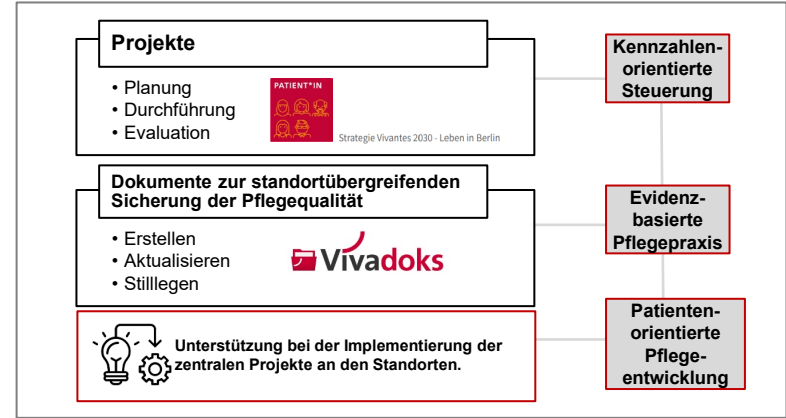 Projekte
• Planung
• Durchführung
• Evaluation
PATIENT*IN
Strategie Vivantes 2030 - Leben in Berlin
Dokumente zur standortübergreifenden
Sicherung der Pflegequalität
• Erstellen
• Aktualisieren
• Stilllegen
Vivadoks
Unterstützung bei der Implementierung der
zentralen Projekte an den Standorten.
Kennzahlen-
orientierte
Steuerung
Evidenz-
basierte
Pflegepraxis
Patienten-
orientierte
Pflege-
entwicklung